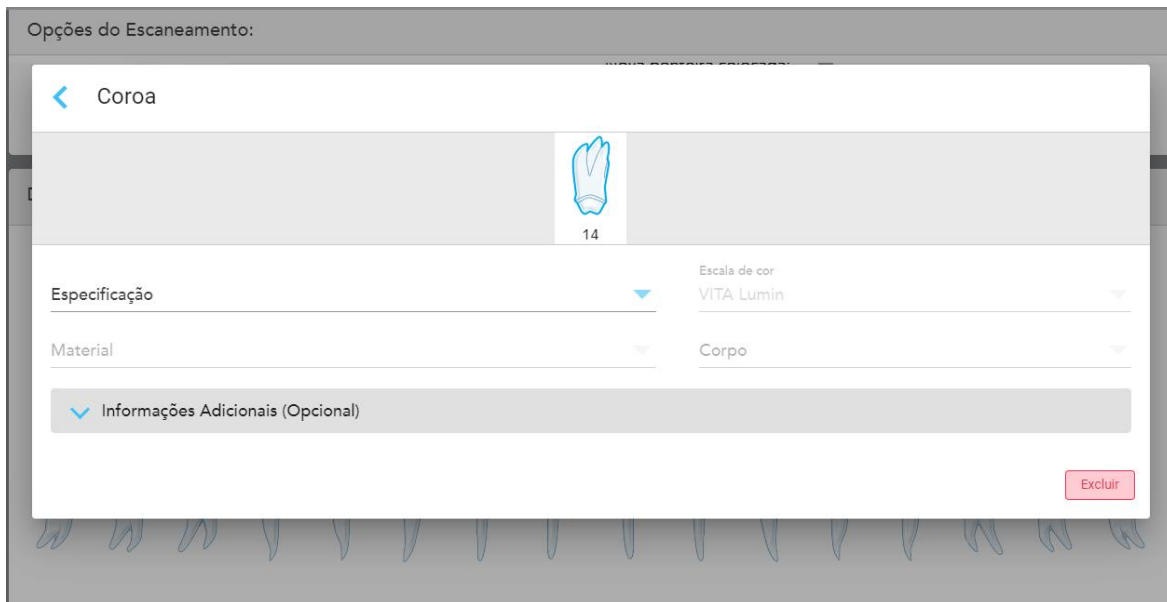 Opções do Escaneamento:
Coroa
14
Especificação
Escala de cor
VITA Lumin
Material
Corpo
Informações Adicionais (Opcional)
Excluir